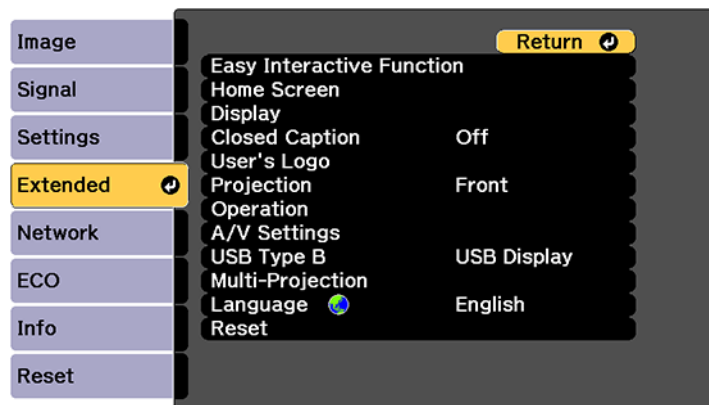 Image
Signal
Settings
Extended
Network
ECO
Info
Reset
Return
Easy Interactive Function
Home Screen
Display
Closed Caption Off
User's Logo
Projection Front
Operation
A/V Settings
USB Type B USB Display
Multi-Projection
Language English
Reset